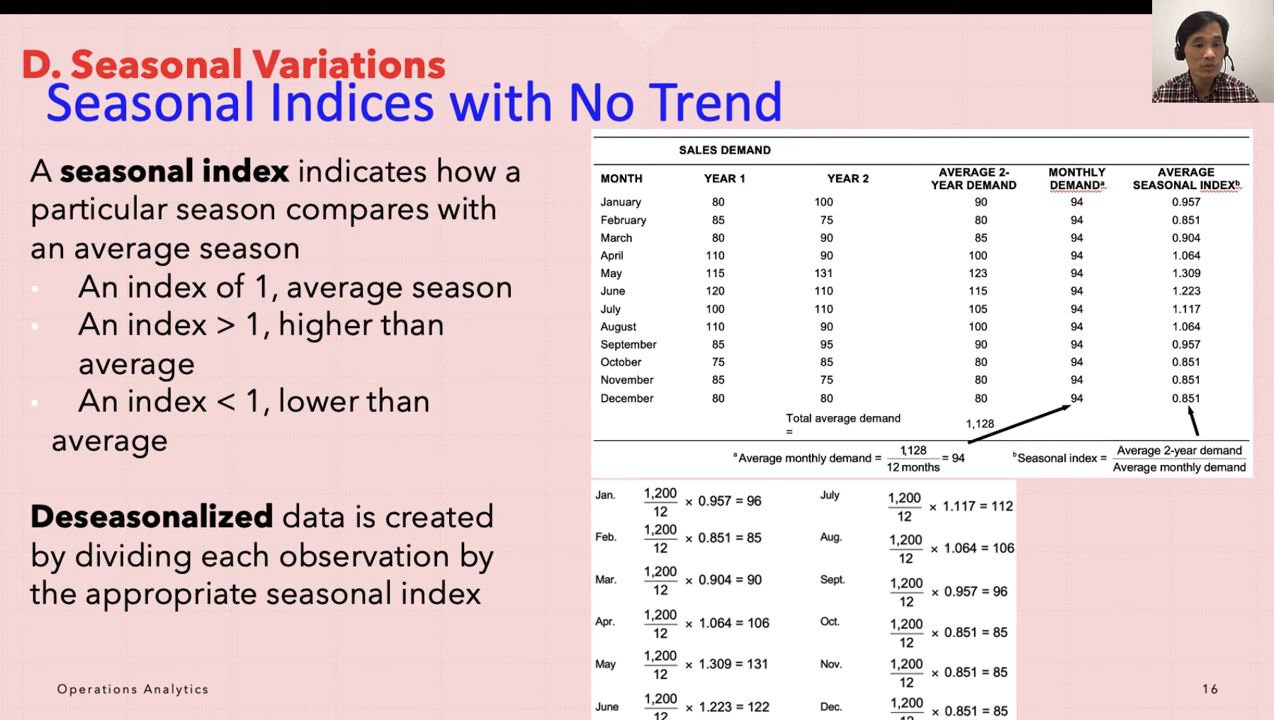 D. Seasonal Variations
Seasonal Indices with No Trend
A seasonal index indicates how a
particular season compares with
an average season
• An index of 1, average season
• An index > 1, higher than
average
• An index < 1, lower than
average
Deseasonalized data is created
by dividing each observation by
the appropriate seasonal index
SALES DEMAND
MONTH YEAR 1 YEAR 2 AVERAGE 2-YEAR DEMAND MONTHLY DEMANDᵃ AVERAGE SEASONAL INDEXᵇ
January 80 100 90 94 0.957
February 85 75 80 94 0.851
March 80 90 85 94 0.904
April 110 90 100 94 1.064
May 115 131 123 94 1.309
June 120 110 115 94 1.223
July 100 110 105 94 1.117
August 110 90 100 94 1.064
September 85 95 90 94 0.957
October 75 85 80 94 0.851
November 85 75 80 94 0.851
December 80 80 80 94 0.851
Total average demand = 1,128
ᵃAverage monthly demand = 1,128 / 12 months = 94
ᵇSeasonal index = Average 2-year demand / Average monthly demand
Jan. 1,200 / 12 × 0.957 = 96
Feb. 1,200 / 12 × 0.851 = 85
Mar. 1,200 / 12 × 0.904 = 90
Apr. 1,200 / 12 × 1.064 = 106
May 1,200 / 12 × 1.309 = 131
June 1,200 / 12 × 1.223 = 122
July 1,200 / 12 × 1.117 = 112
Aug. 1,200 / 12 × 1.064 = 106
Sept. 1,200 / 12 × 0.957 = 96
Oct. 1,200 / 12 × 0.851 = 85
Nov. 1,200 / 12 × 0.851 = 85
Dec. 1,200 / 12 × 0.851 = 85
Operations Analytics
16